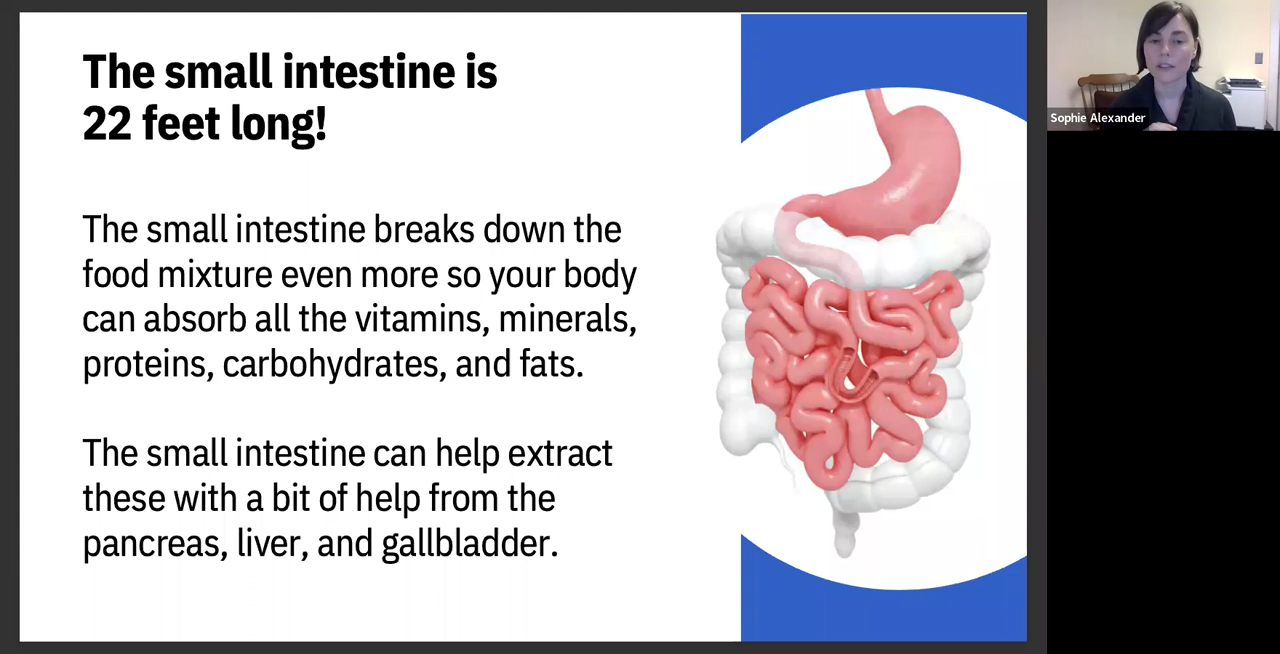 The small intestine is
22 feet long!
The small intestine breaks down the
food mixture even more so your body
can absorb all the vitamins, minerals,
proteins, carbohydrates, and fats.
The small intestine can help extract
these with a bit of help from the
pancreas, liver, and gallbladder.
Sophie Alexander